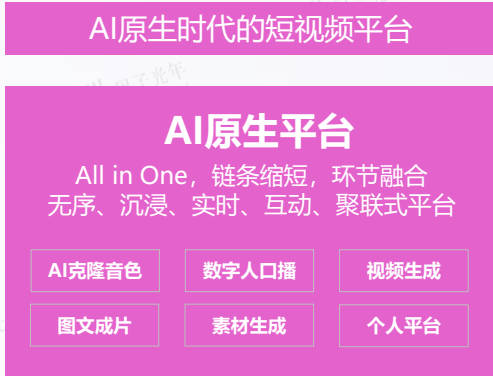 AI原生时代的短视频平台
AI原生平台
All in One，链条缩短，环节融合
无序、沉浸、实时、互动、聚联式平台
AI克隆音色 数字人口播 视频生成
图文成片 素材生成 个人平台